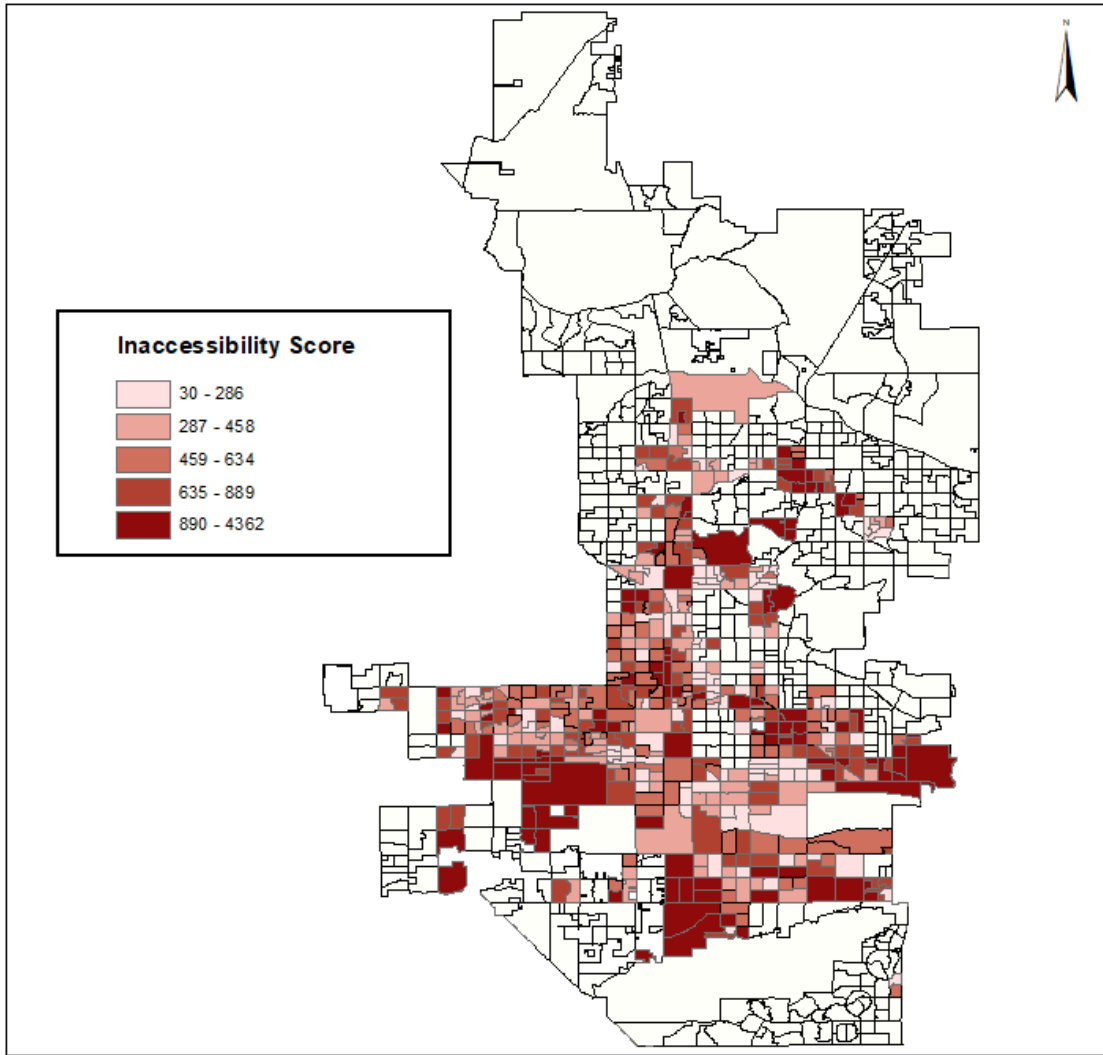 N
Inaccessibility Score
30 - 286
287 - 458
459 - 634
635 - 889
890 - 4362